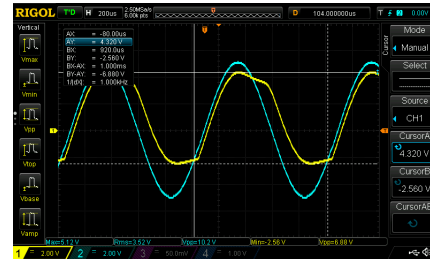 RIGOL T'D H 200us 2.50MSa/s D 104.000000us T 0.00V
6.00k pts
Vertical
Vmax
Vmin
Vpp
Vtop
Vbase
Vamp
AX: = -80.00us
AY: = 4.320 V
BX: = 920.0us
BY: = -2.560 V
BX-AX: = 1.000ms
BY-AY: = -6.880 V
1/|dX|: = 1.000kHz
Cursor
Mode
Manual
Select
Source
CH1
CursorA
4.320 V
CursorB
-2.560 V
CursorAB
Max=5.12 V Vrms=3.52 V Vpp=10.2 V Min=-2.56 V Vpp=6.88 V
1 = 2.00 V 2 = 2.00 V 3 = 50.0mV 4 = 1.00 V